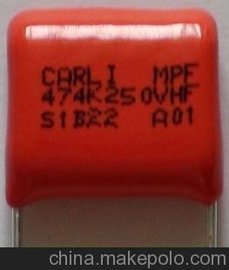 CARLI MPF
474K250VHF
S1B22 A01
china.makepolo.com